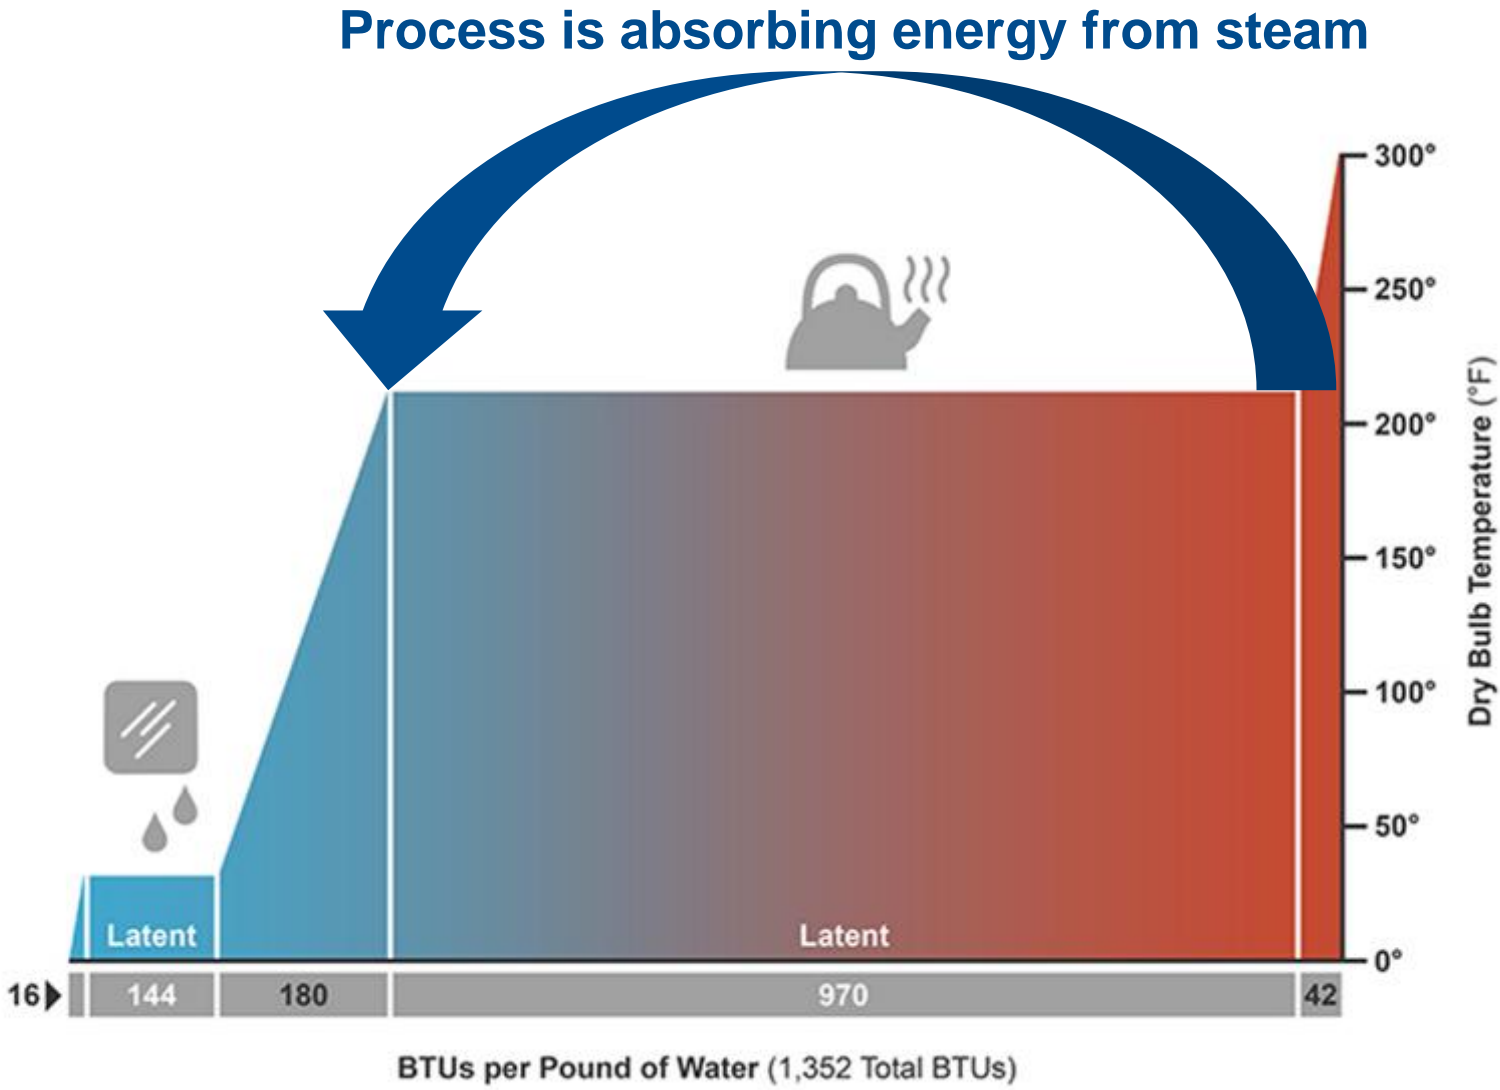 Process is absorbing energy from steam
300°
250°
200°
150°
100°
50°
0°
Dry Bulb Temperature (°F)
Latent
Latent
16
144
180
970
42
BTUs per Pound of Water (1,352 Total BTUs)